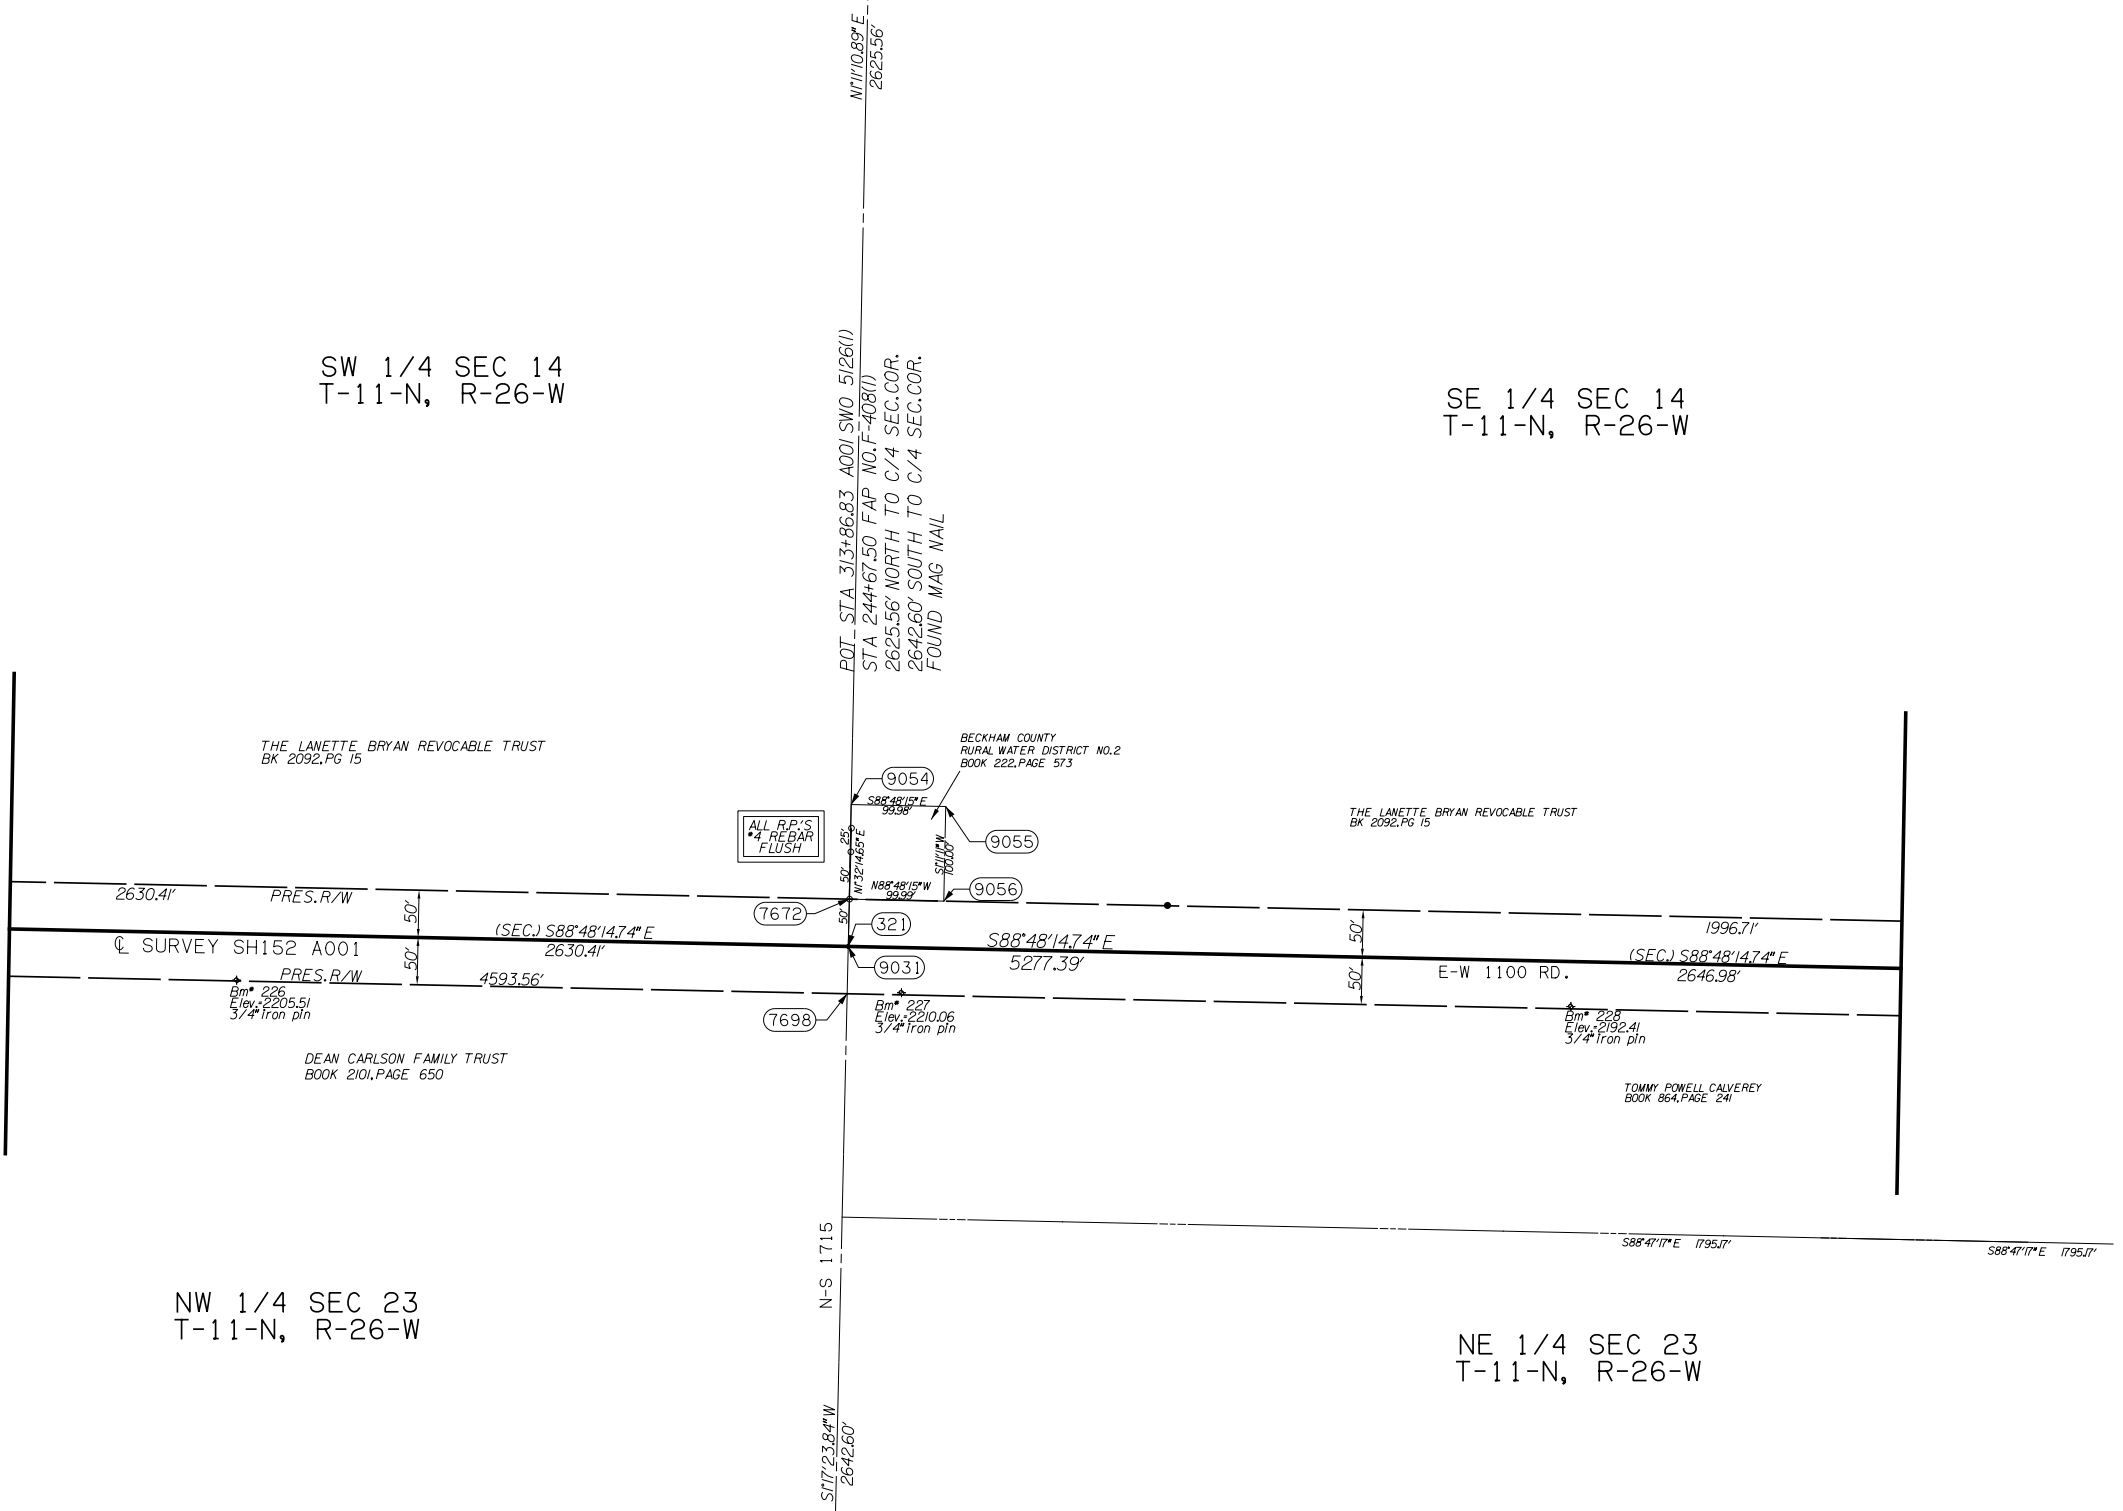 N1°11'10.89" E
2625.56'
SW 1/4 SEC 14
T-11-N, R-26-W
SE 1/4 SEC 14
T-11-N, R-26-W
POT STA 313+86.83 A001 SWO 5126(1)
STA 244+67.50 FAP NO. F-408(1)
2625.56' NORTH TO C/4 SEC.COR.
2642.60' SOUTH TO C/4 SEC.COR.
FOUND MAG NAIL
THE LANETTE BRYAN REVOCABLE TRUST
BK 2092, PG 15
BECKHAM COUNTY
RURAL WATER DISTRICT NO.2
BOOK 222, PAGE 573
9054
S88°48'15" E
99.98'
ALL R.P.'S
#4 REBAR
FLUSH
25'
50'
N1°32'14.65" E
S1°11'11" W
100.00'
9055
THE LANETTE BRYAN REVOCABLE TRUST
BK 2092, PG 15
N88°48'15" W
99.99'
9056
2630.41'
PRES. R/W
50'
7672
50'
321
50'
1996.71'
℄ SURVEY SH152 A001
(SEC.) S88°48'14.74" E
2630.41'
S88°48'14.74" E
5277.39'
(SEC.) S88°48'14.74" E
2646.98'
50'
9031
50'
E-W 1100 RD.
PRES. R/W
4593.56'
Bm# 226
Elev.=2205.51
3/4" iron pin
7698
Bm# 227
Elev.=2210.06
3/4" iron pin
Bm# 228
Elev.=2192.41
3/4" iron pin
DEAN CARLSON FAMILY TRUST
BOOK 2101, PAGE 650
TOMMY POWELL CALVEREY
BOOK 864, PAGE 241
N-S 1715
S88°47'17" E 1795.17'
S88°47'17" E 1795.17'
NW 1/4 SEC 23
T-11-N, R-26-W
NE 1/4 SEC 23
T-11-N, R-26-W
S1°17'23.84" W
2642.60'